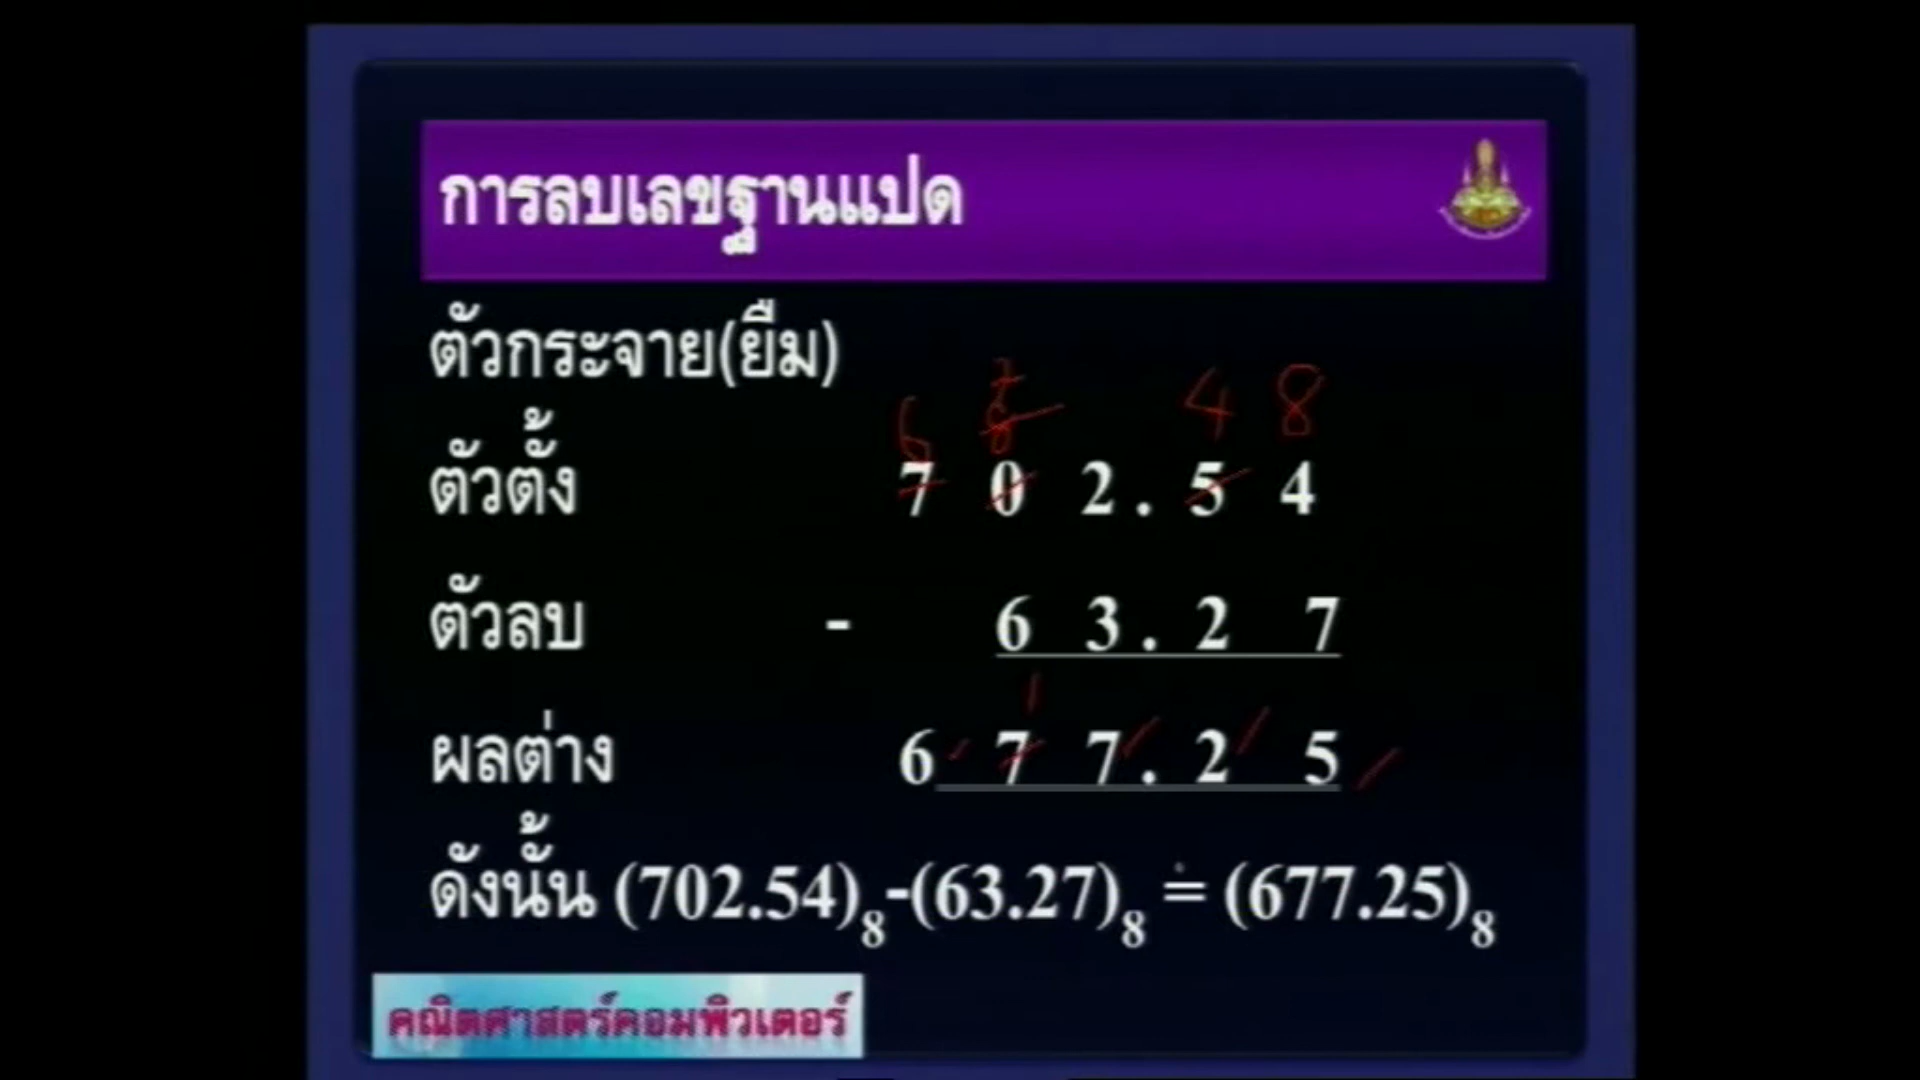 การลบเลขฐานแปด
ตัวกระจาย(ยืม)
7
6 8 4 8
ตัวตั้ง 7 0 2 . 5 4
ตัวลบ - 6 3 . 2 7
1
ผลต่าง 6 7 7 . 2 5
ดังนั้น (702.54)8-(63.27)8 = (677.25)8
คณิตศาสตร์คอมพิวเตอร์